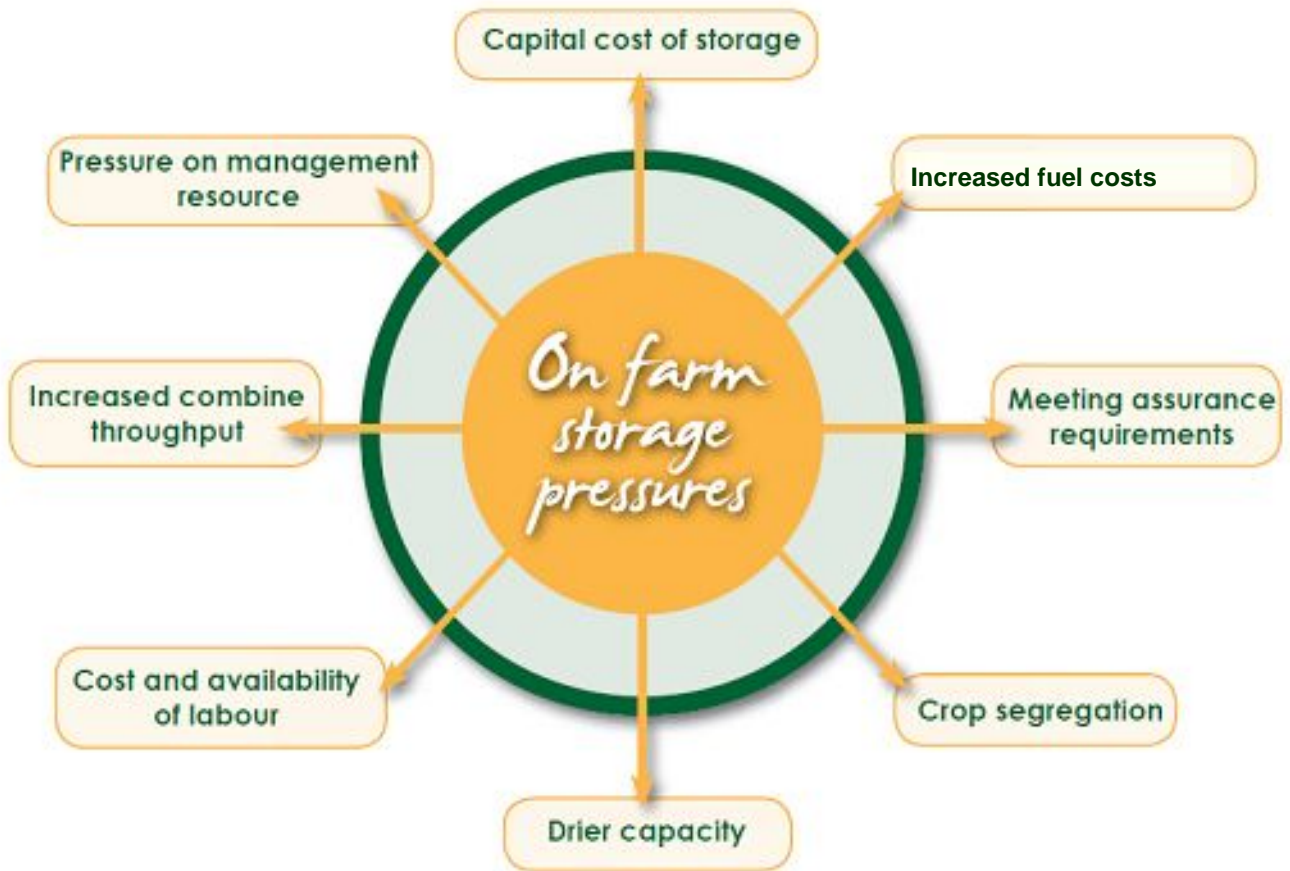 Capital cost of storage
Pressure on management
resource
Increased fuel costs
On farm
storage
pressures
Increased combine
throughput
Meeting assurance
requirements
Cost and availability
of labour
Crop segregation
Drier capacity